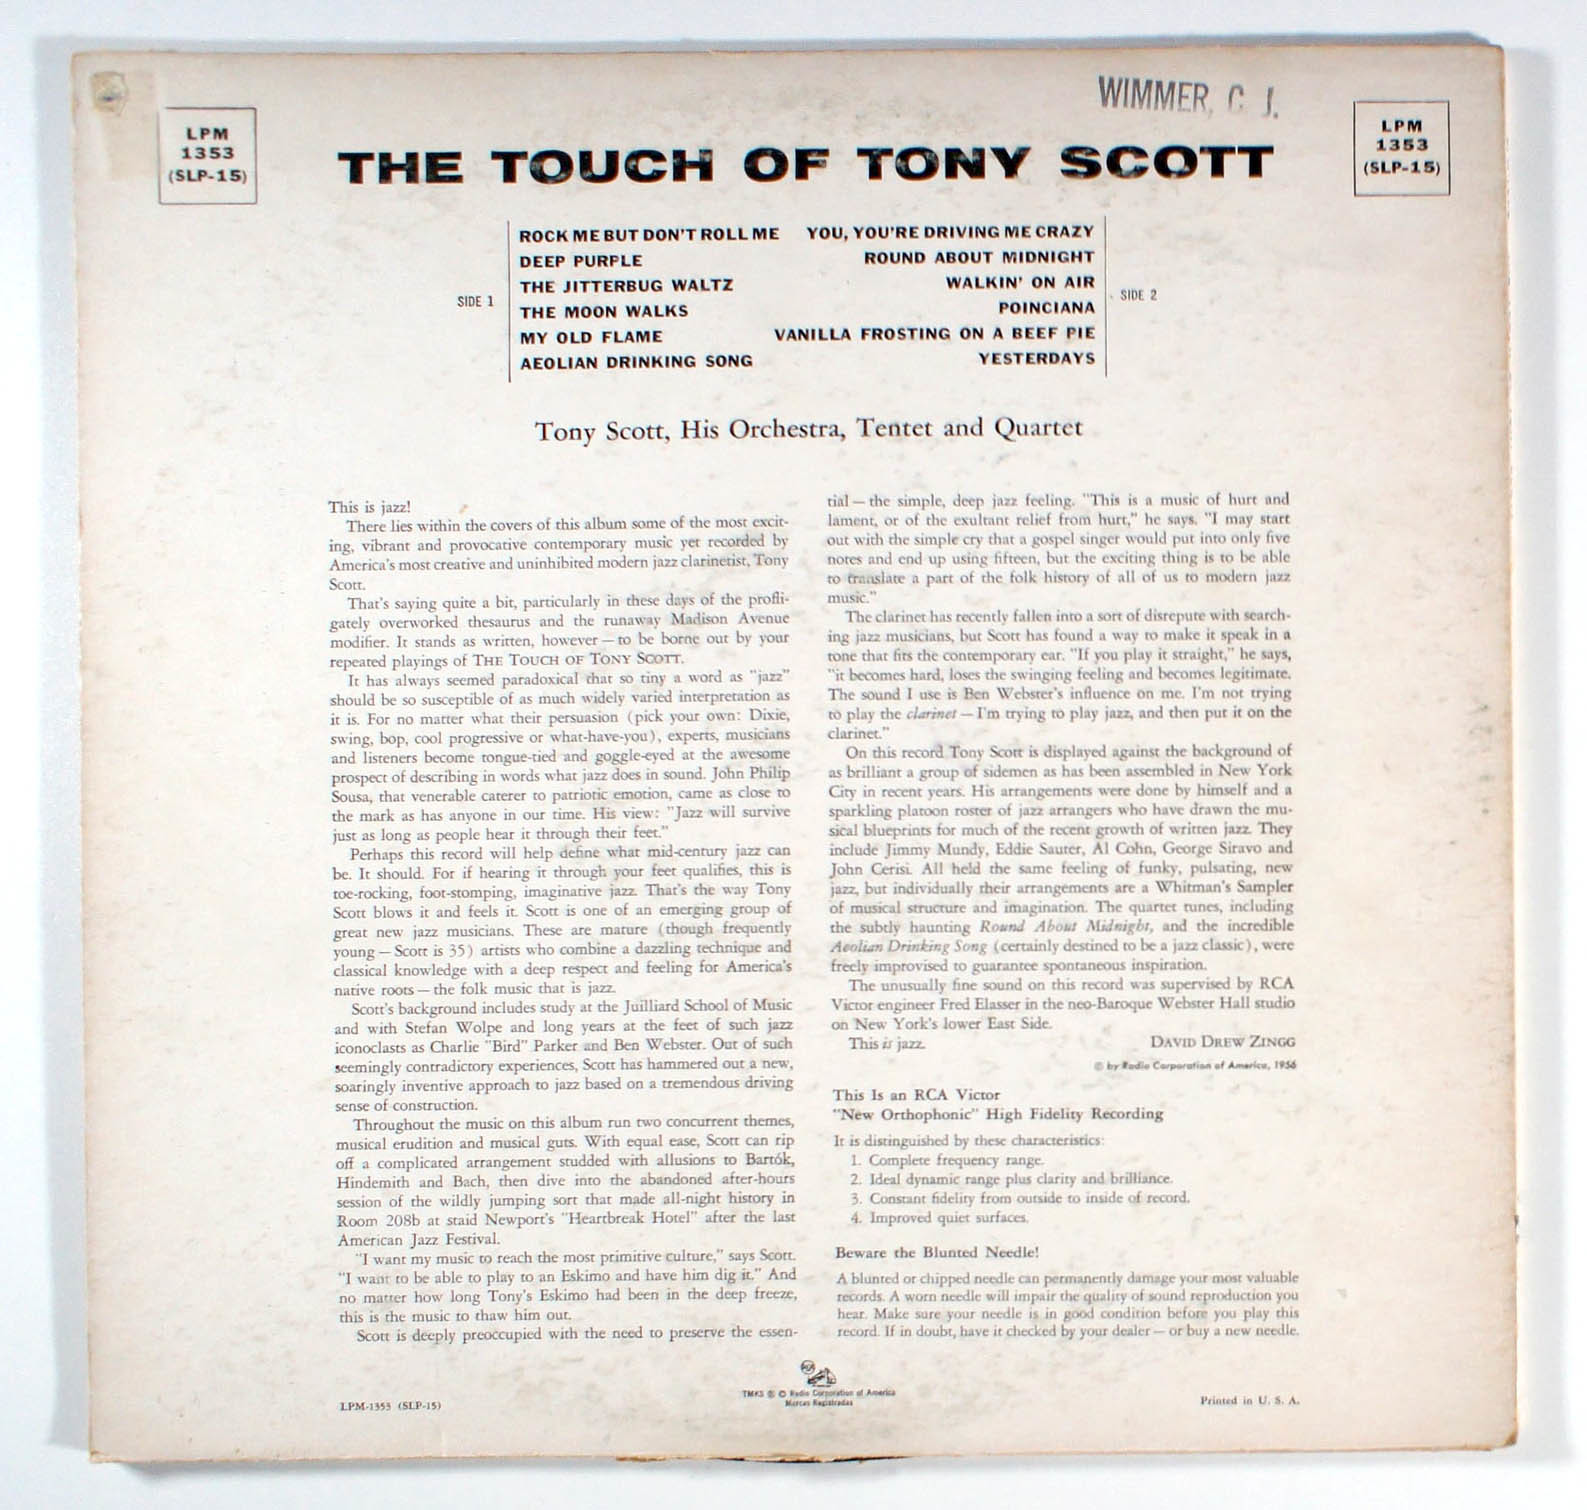 WIMMER, C J.
LPM
1353
(SLP-15)
THE TOUCH OF TONY SCOTT
LPM
1353
(SLP-15)
SIDE 1
ROCK ME BUT DON'T ROLL ME
DEEP PURPLE
THE JITTERBUG WALTZ
THE MOON WALKS
MY OLD FLAME
AEOLIAN DRINKING SONG
YOU, YOU'RE DRIVING ME CRAZY
ROUND ABOUT MIDNIGHT
WALKIN' ON AIR
POINCIANA
VANILLA FROSTING ON A BEEF PIE
YESTERDAYS
SIDE 2
Tony Scott, His Orchestra, Tentet and Quartet
This is jazz!
There lies within the covers of this album some of the most excit-
ing, vibrant and provocative contemporary music yet recorded by
America's most creative and uninhibited modern jazz clarinetist, Tony
Scott.
That's saying quite a bit, particularly in these days of the profli-
gately overworked thesaurus and the runaway Madison Avenue
modifier. It stands as written, however — to be borne out by your
repeated playings of THE TOUCH OF TONY SCOTT.
It has always seemed paradoxical that so tiny a word as "jazz"
should be so susceptible of as much widely varied interpretation as
it is. For no matter what their persuasion (pick your own: Dixie,
swing, bop, cool progressive or what-have-you), experts, musicians
and listeners become tongue-tied and goggle-eyed at the awesome
prospect of describing in words what jazz does in sound. John Philip
Sousa, that venerable caterer to patriotic emotion, came as close to
the mark as has anyone in our time. His view: "Jazz will survive
just as long as people hear it through their feet."
Perhaps this record will help define what mid-century jazz can
be. It should. For if hearing it through your feet qualifies, this is
toe-rocking, foot-stomping, imaginative jazz. That's the way Tony
Scott blows it and feels it. Scott is one of an emerging group of
great new jazz musicians. These are mature (though frequently
young — Scott is 35) artists who combine a dazzling technique and
classical knowledge with a deep respect and feeling for America's
native roots — the folk music that is jazz.
Scott's background includes study at the Juilliard School of Music
and with Stefan Wolpe and long years at the feet of such jazz
iconoclasts as Charlie "Bird" Parker and Ben Webster. Out of such
seemingly contradictory experiences, Scott has hammered out a new,
soaringly inventive approach to jazz based on a tremendous driving
sense of construction.
Throughout the music on this album run two concurrent themes,
musical erudition and musical guts. With equal ease, Scott can rip
off a complicated arrangement studded with allusions to Bartók,
Hindemith and Bach, then dive into the abandoned after-hours
session of the wildly jumping sort that made all-night history in
Room 208b at staid Newport's "Heartbreak Hotel" after the last
American Jazz Festival.
"I want my music to reach the most primitive culture," says Scott.
"I want to be able to play to an Eskimo and have him dig it." And
no matter how long Tony's Eskimo had been in the deep freeze,
this is the music to thaw him out.
Scott is deeply preoccupied with the need to preserve the essen-
tial — the simple, deep jazz feeling. "This is a music of hurt and
lament, or of the exultant relief from hurt," he says. "I may start
out with the simple cry that a gospel singer would put into only five
notes and end up using fifteen, but the exciting thing is to be able
to translate a part of the folk history of all of us to modern jazz
music."
The clarinet has recently fallen into a sort of disrepute with search-
ing jazz musicians, but Scott has found a way to make it speak in a
tone that fits the contemporary ear. "If you play it straight," he says,
"it becomes hard, loses the swinging feeling and becomes legitimate.
The sound I use is Ben Webster's influence on me. I'm not trying
to play the clarinet — I'm trying to play jazz, and then put it on the
clarinet."
On this record Tony Scott is displayed against the background of
as brilliant a group of sidemen as has been assembled in New York
City in recent years. His arrangements were done by himself and a
sparkling platoon roster of jazz arrangers who have drawn the mu-
sical blueprints for much of the recent growth of written jazz. They
include Jimmy Mundy, Eddie Sauter, Al Cohn, George Siravo and
John Cerisi. All held the same feeling of funky, pulsating, new
jazz, but individually their arrangements are a Whitman's Sampler
of musical structure and imagination. The quartet tunes, including
the subtly haunting Round About Midnight, and the incredible
Aeolian Drinking Song (certainly destined to be a jazz classic), were
freely improvised to guarantee spontaneous inspiration.
The unusually fine sound on this record was supervised by RCA
Victor engineer Fred Elasser in the neo-Baroque Webster Hall studio
on New York's lower East Side.
This is jazz.
DAVID DREW ZINGG
© by Radio Corporation of America, 1956
This Is an RCA Victor
"New Orthophonic" High Fidelity Recording
It is distinguished by these characteristics:
1. Complete frequency range.
2. Ideal dynamic range plus clarity and brilliance.
3. Constant fidelity from outside to inside of record.
4. Improved quiet surfaces.
Beware the Blunted Needle!
A blunted or chipped needle can permanently damage your most valuable
records. A worn needle will impair the quality of sound reproduction you
hear. Make sure your needle is in good condition before you play this
record. If in doubt, have it checked by your dealer — or buy a new needle.
LPM-1353 (SLP-15)
RCA
TMKS ® © Radio Corporation of America
Marcas Registradas
Printed in U. S. A.